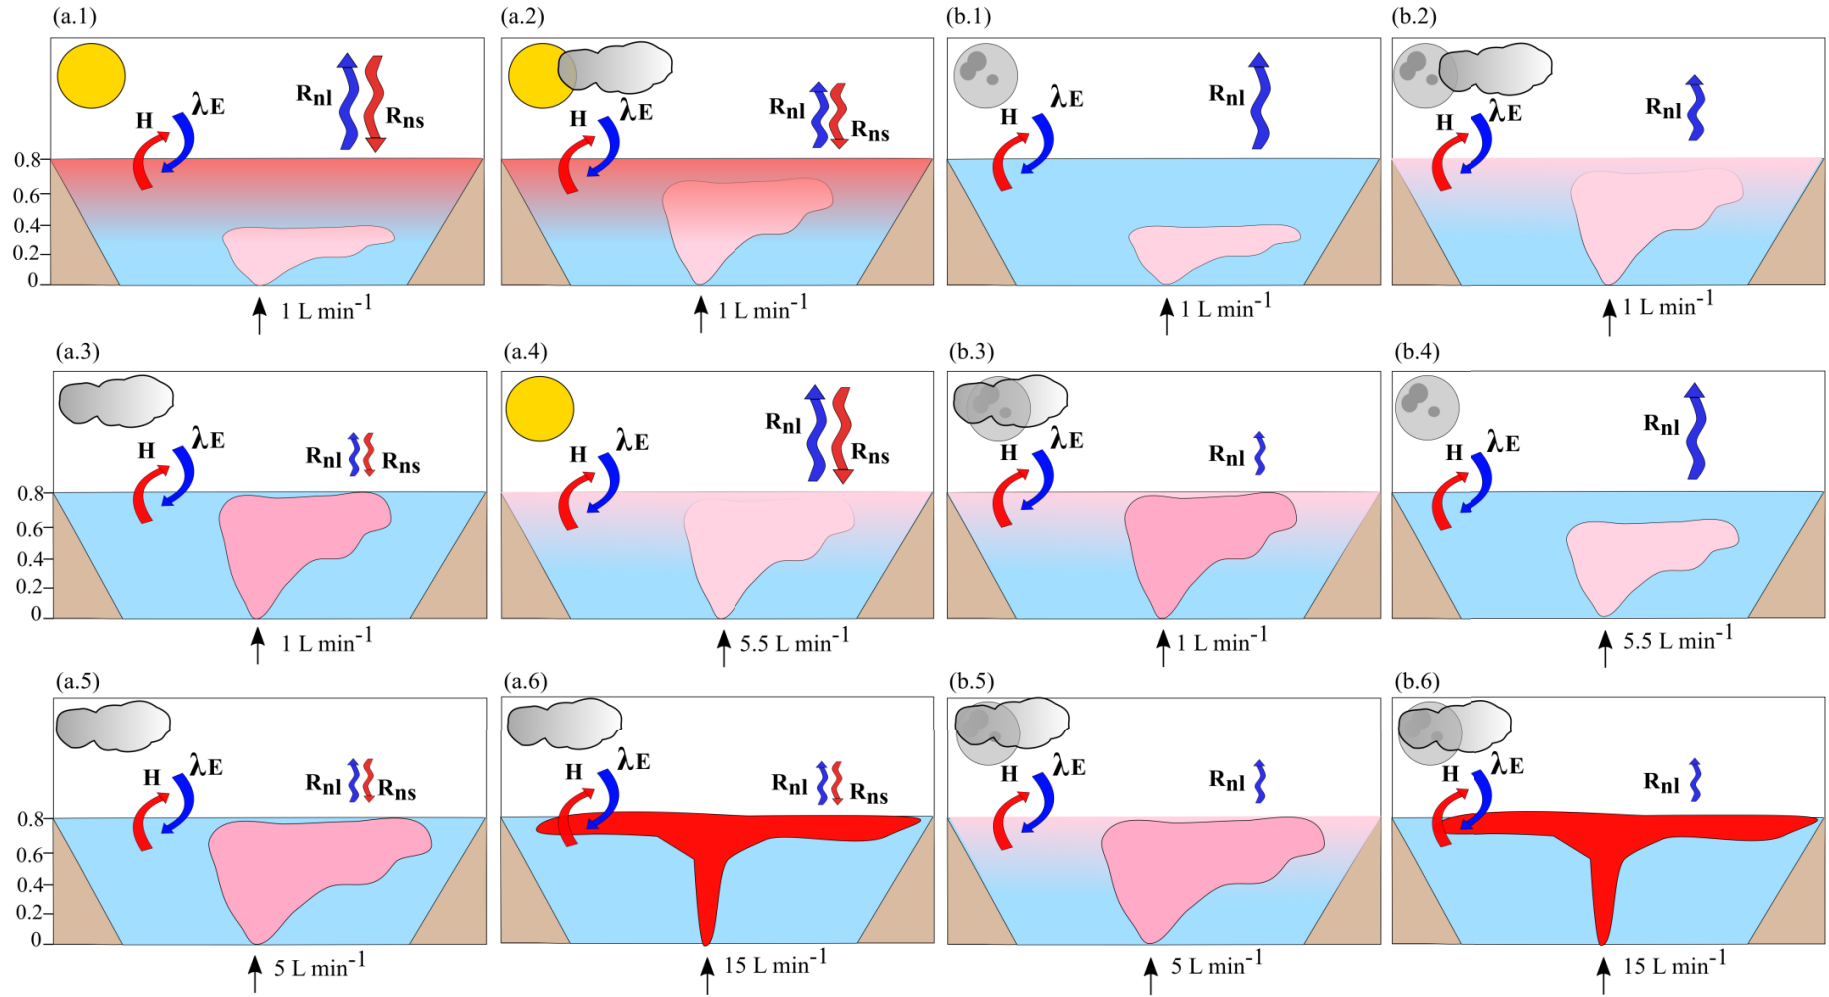 (a.1) (a.2) (b.1) (b.2)
Rnl Rns H λE
Rnl Rns H λE
Rnl H λE
Rnl H λE
0.8
0.6
0.4
0.2
0
1 L min-1 1 L min-1 1 L min-1 1 L min-1
(a.3) (a.4) (b.3) (b.4)
H λE Rnl Rns
H λE Rnl Rns
H λE Rnl
H λE Rnl
0.8
0.6
0.4
0.2
0
1 L min-1 5.5 L min-1 1 L min-1 5.5 L min-1
(a.5) (a.6) (b.5) (b.6)
H λE Rnl Rns
H λE Rnl Rns
H λE Rnl
H λE Rnl
0.8
0.6
0.4
0.2
0
5 L min-1 15 L min-1 5 L min-1 15 L min-1